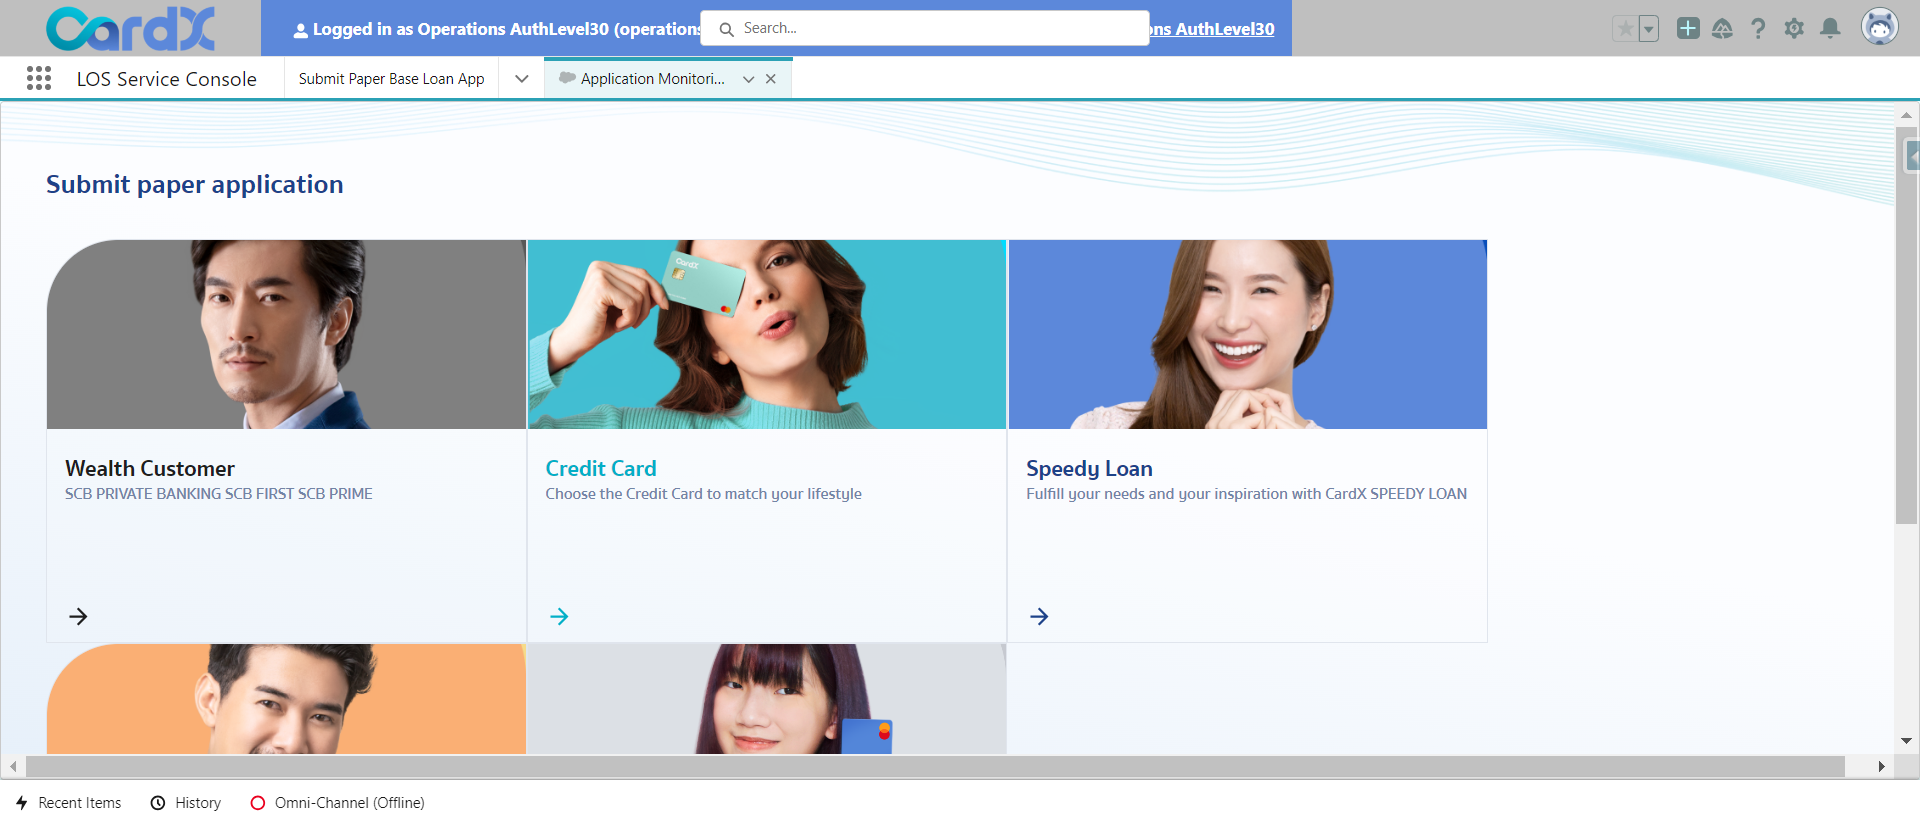 CardX
Logged in as Operations AuthLevel30 (operations
Search...
ns AuthLevel30
LOS Service Console
Submit Paper Base Loan App
Application Monitori...
Submit paper application
CardX
Wealth Customer
SCB PRIVATE BANKING SCB FIRST SCB PRIME
Credit Card
Choose the Credit Card to match your lifestyle
Speedy Loan
Fulfill your needs and your inspiration with CardX SPEEDY LOAN
Recent Items
History
Omni-Channel (Offline)